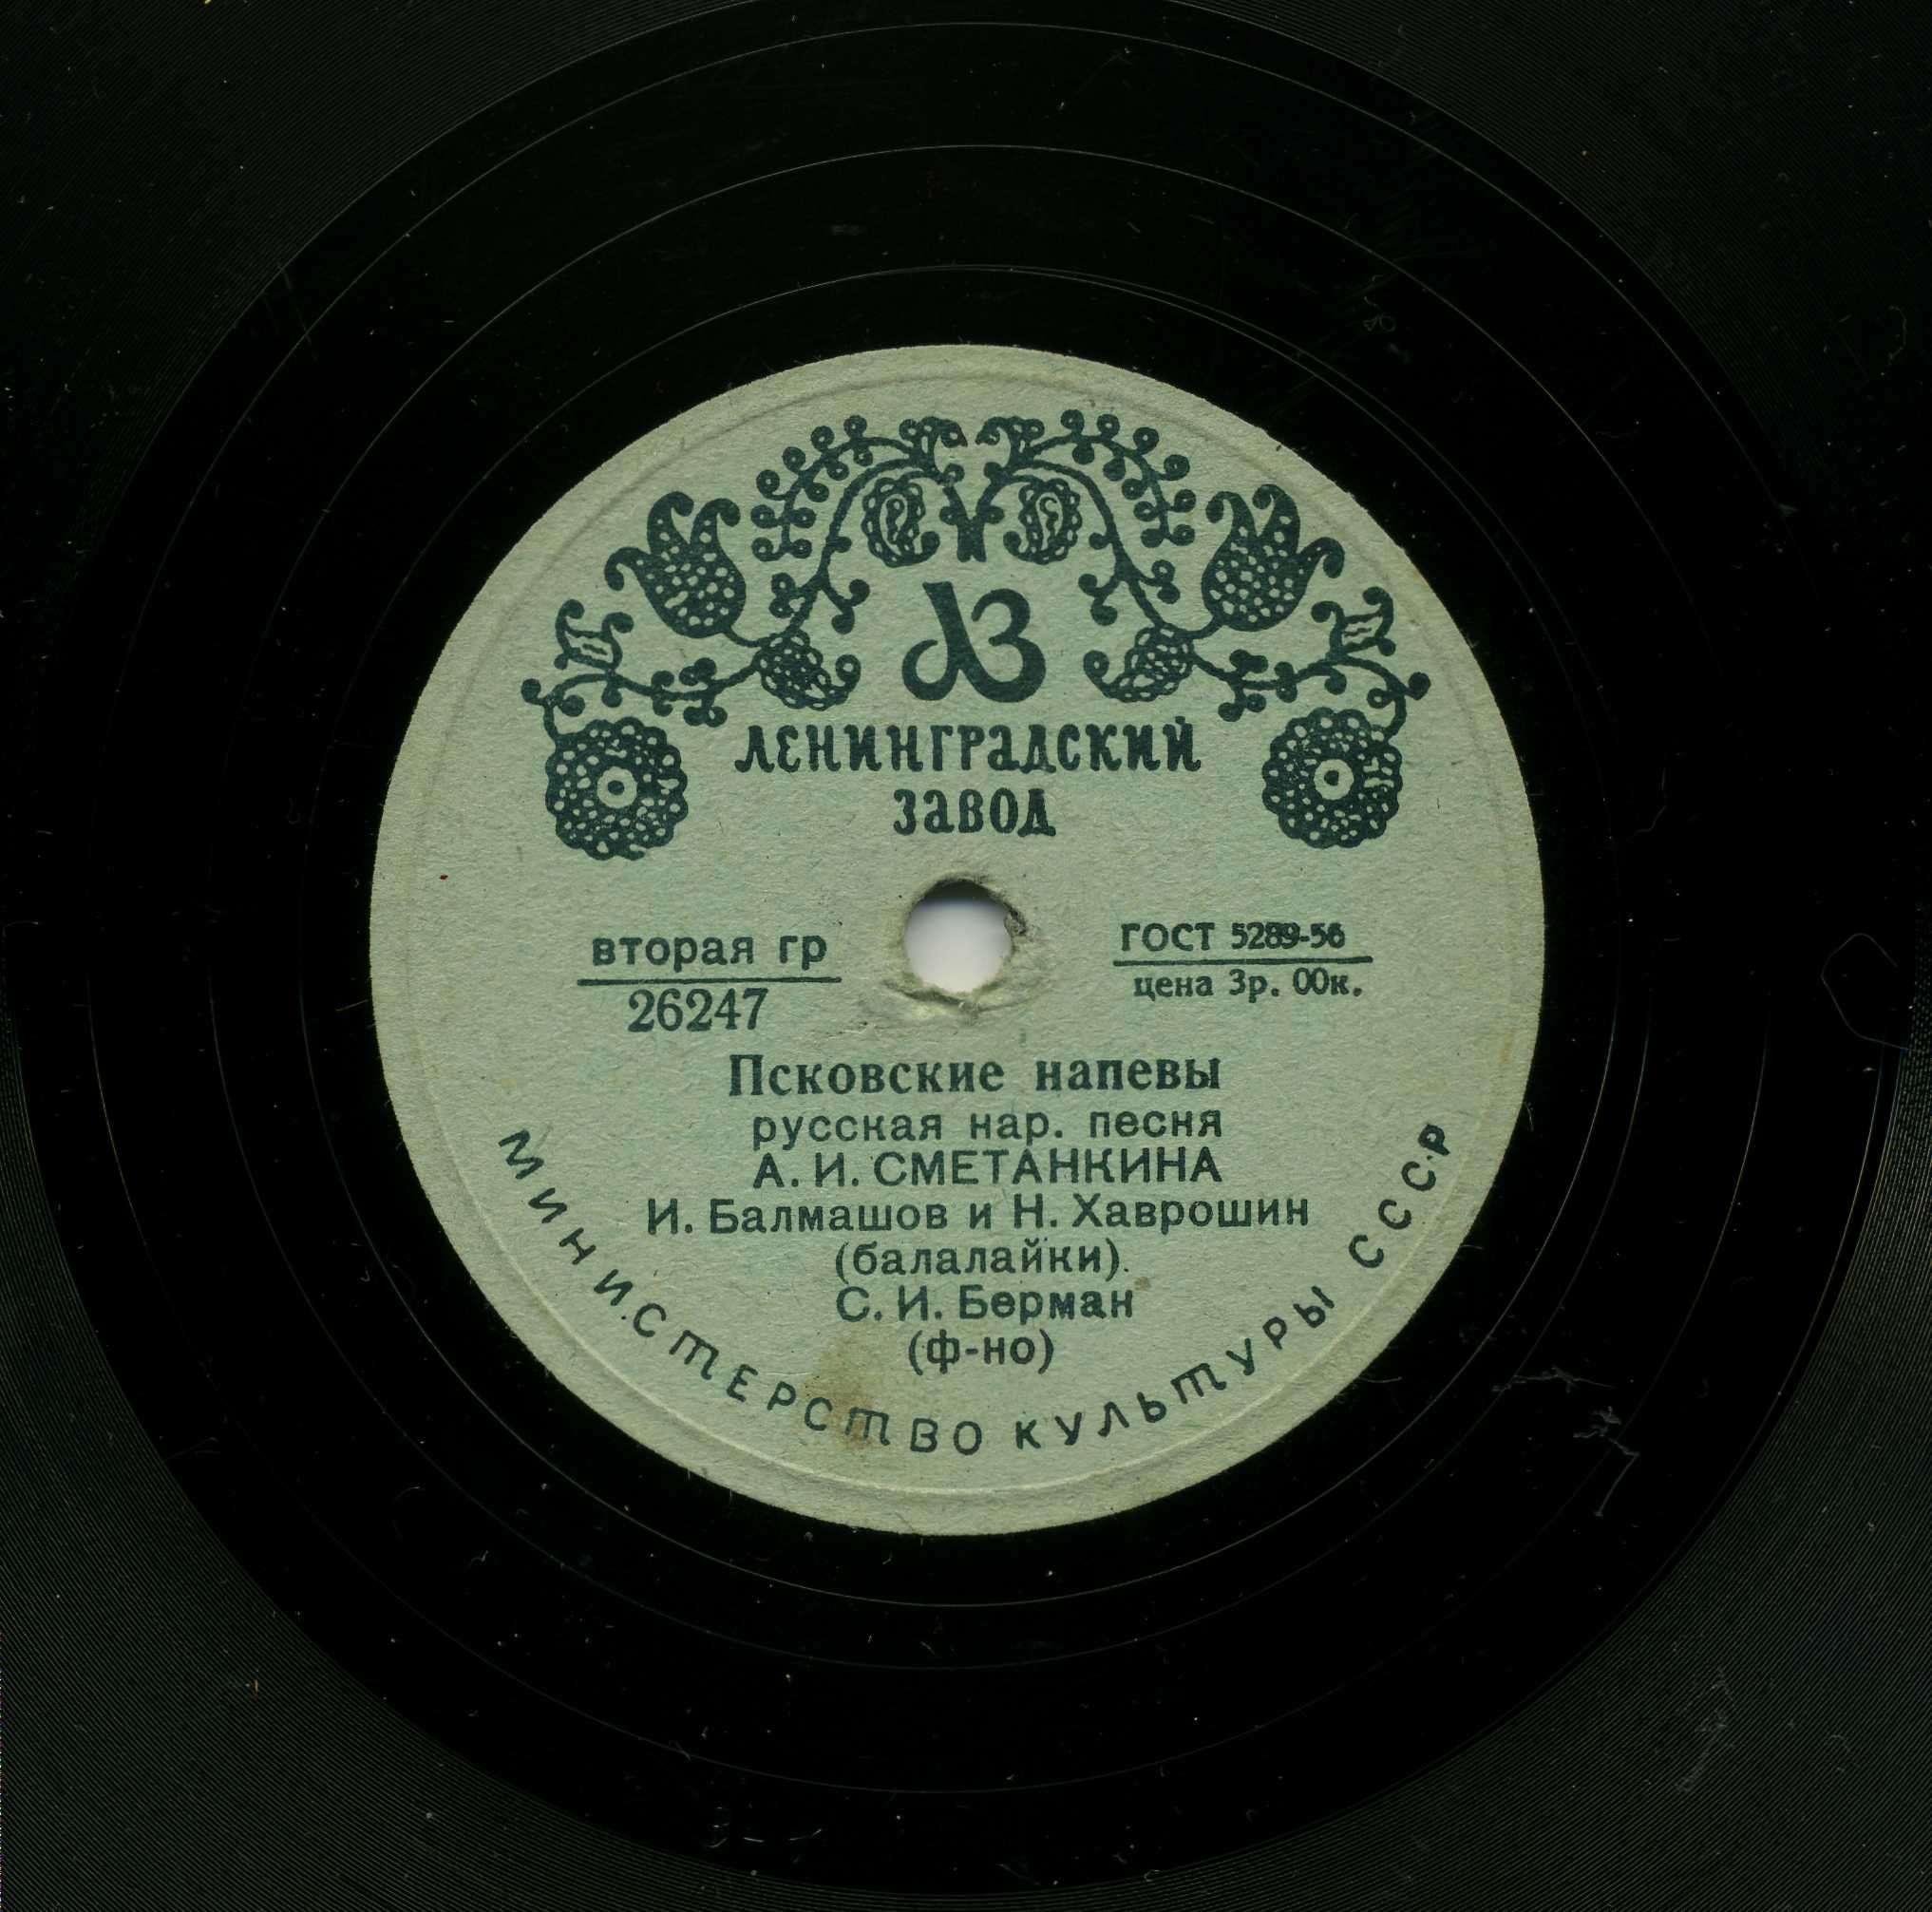 ЛЗ
ЛЕНИНГРАДСКИЙ
ЗАВОД
вторая гр
26247
ГОСТ 5289-56
цена 3р. 00к.
Псковские напевы
русская нар. песня
А. И. СМЕТАНКИНА
И. Балмашов и Н. Хаврошин
(балалайки).
С. И. Берман
(ф-но)
МИНИСТЕРСТВО КУЛЬТУРЫ СССР